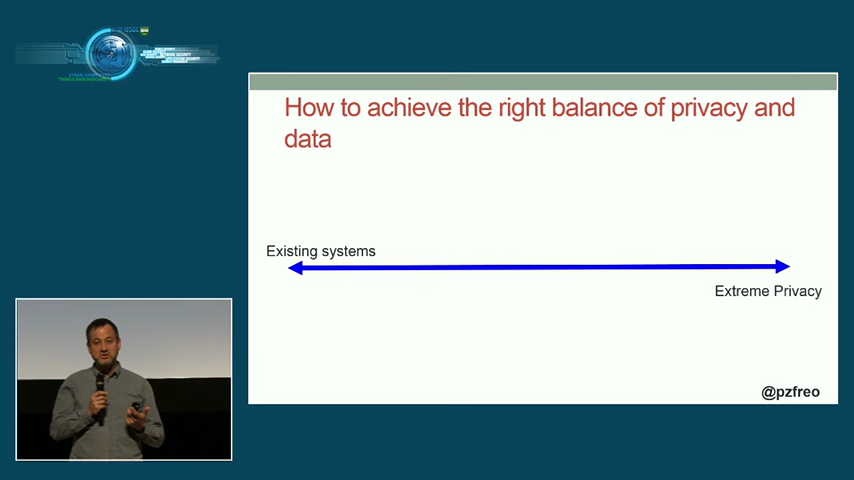 How to achieve the right balance of privacy and
data
Existing systems
Extreme Privacy
@pzfreo